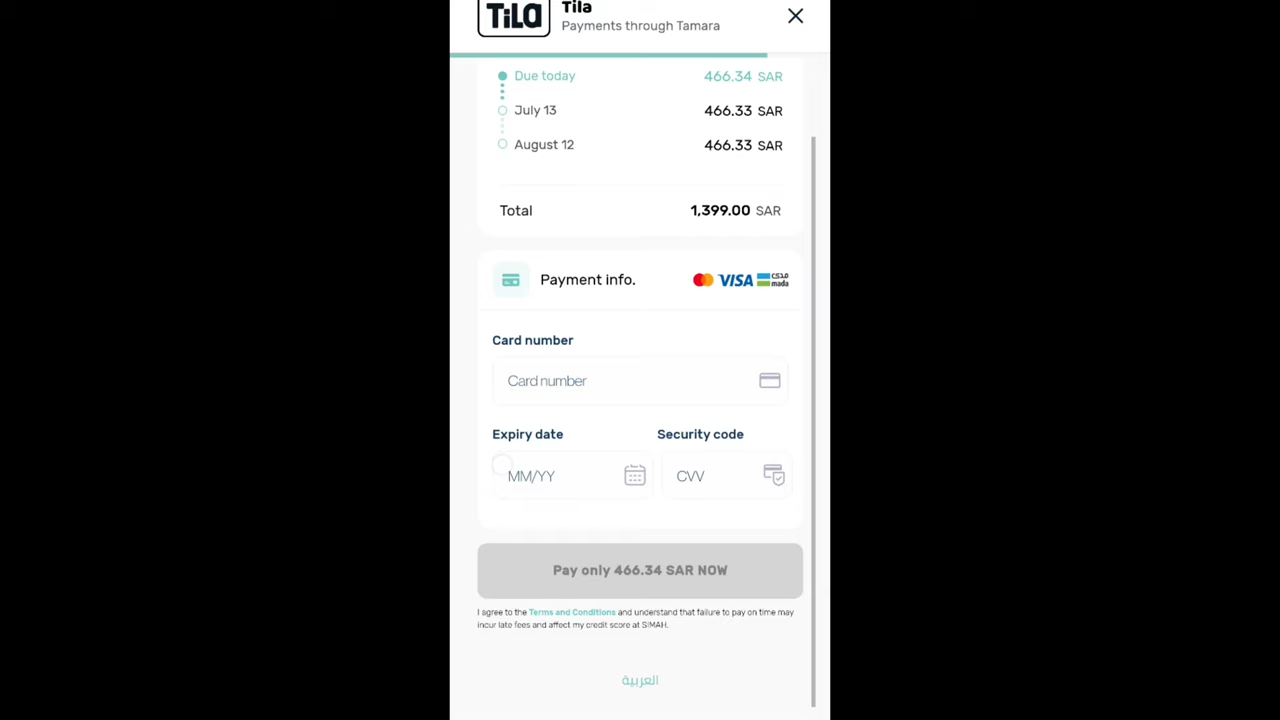 TiLa
Tila
Payments through Tamara
Due today 466.34 SAR
July 13 466.33 SAR
August 12 466.33 SAR
Total 1,399.00 SAR
Payment info. VISA مدى mada
Card number
Card number
Expiry date Security code
MM/YY CVV
Pay only 466.34 SAR NOW
I agree to the Terms and Conditions and understand that failure to pay on time may
incur late fees and affect my credit score at SIMAH.
العربية